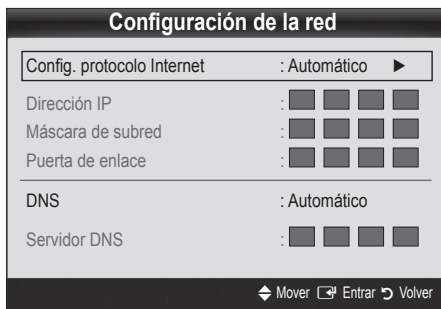 Configuración de la red
Config. protocolo Internet : Automático ▶
Dirección IP :
Máscara de subred :
Puerta de enlace :
DNS : Automático
Servidor DNS :
Mover Entrar Volver